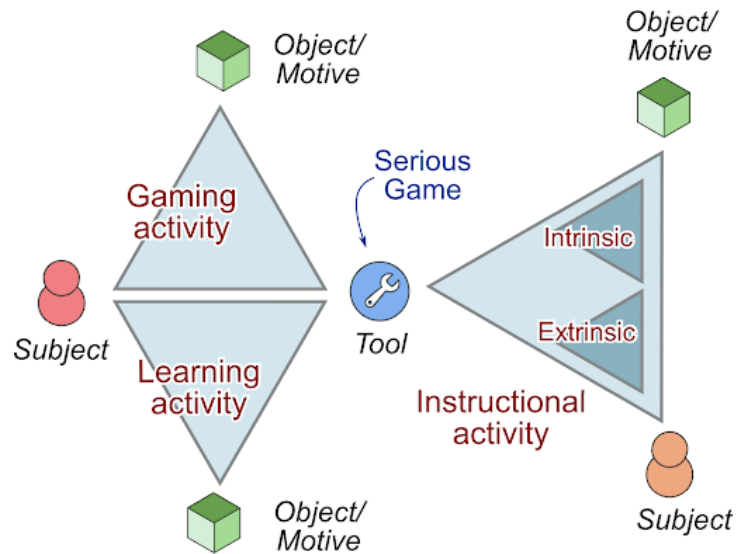 Object/
Motive
Object/
Motive
Serious
Game
Gaming
activity
Intrinsic
Subject
Tool
Extrinsic
Learning
activity
Instructional
activity
Object/
Motive
Subject